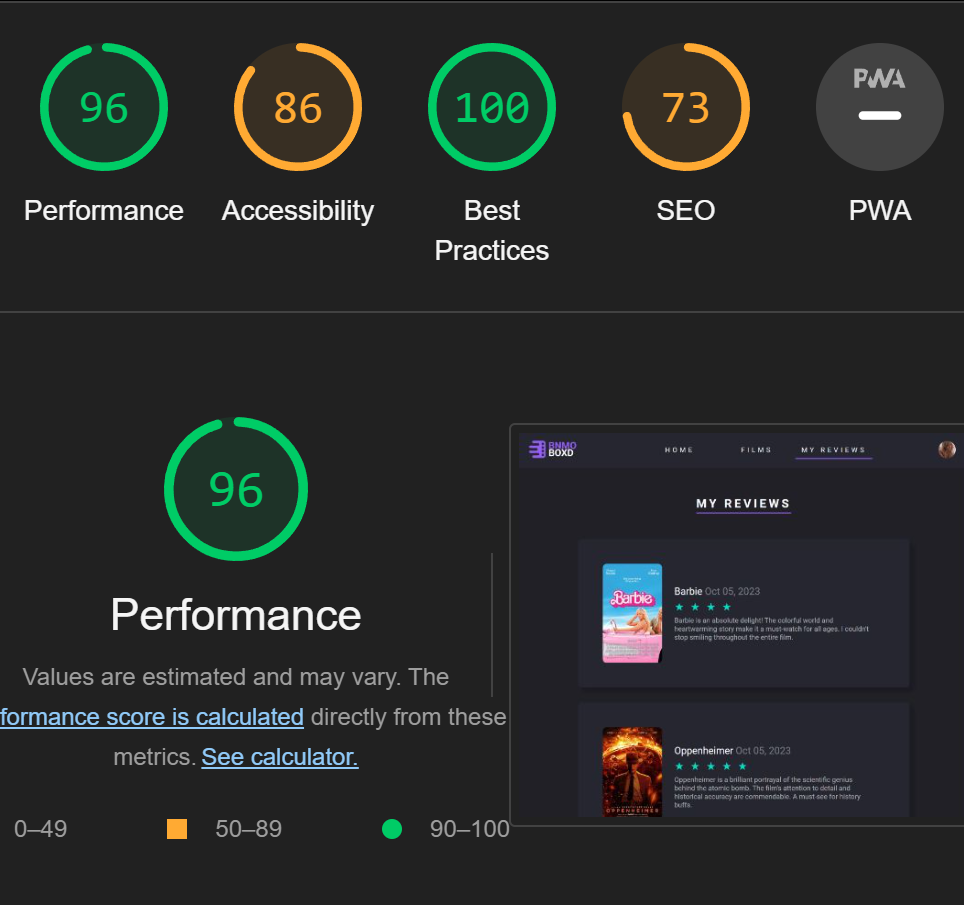 96
86
100
73
PWA
Performance
Accessibility
Best
Practices
SEO
PWA
96
Performance
Values are estimated and may vary. The
formance score is calculated directly from these
metrics. See calculator.
0–49
50–89
90–100
BNMO
BOXD
HOME
FILMS
MY REVIEWS
MY REVIEWS
Barbie
Barbie Oct 05, 2023
Barbie is an absolute delight! The colorful world and
heartwarming story make it a must-watch for all ages. I couldn't
stop smiling throughout the entire film.
OPPENHEIMER
Oppenheimer Oct 05, 2023
Oppenheimer is a brilliant portrayal of the scientific genius
behind the atomic bomb. The film's attention to detail and
historical accuracy are commendable. A must-see for history
buffs.